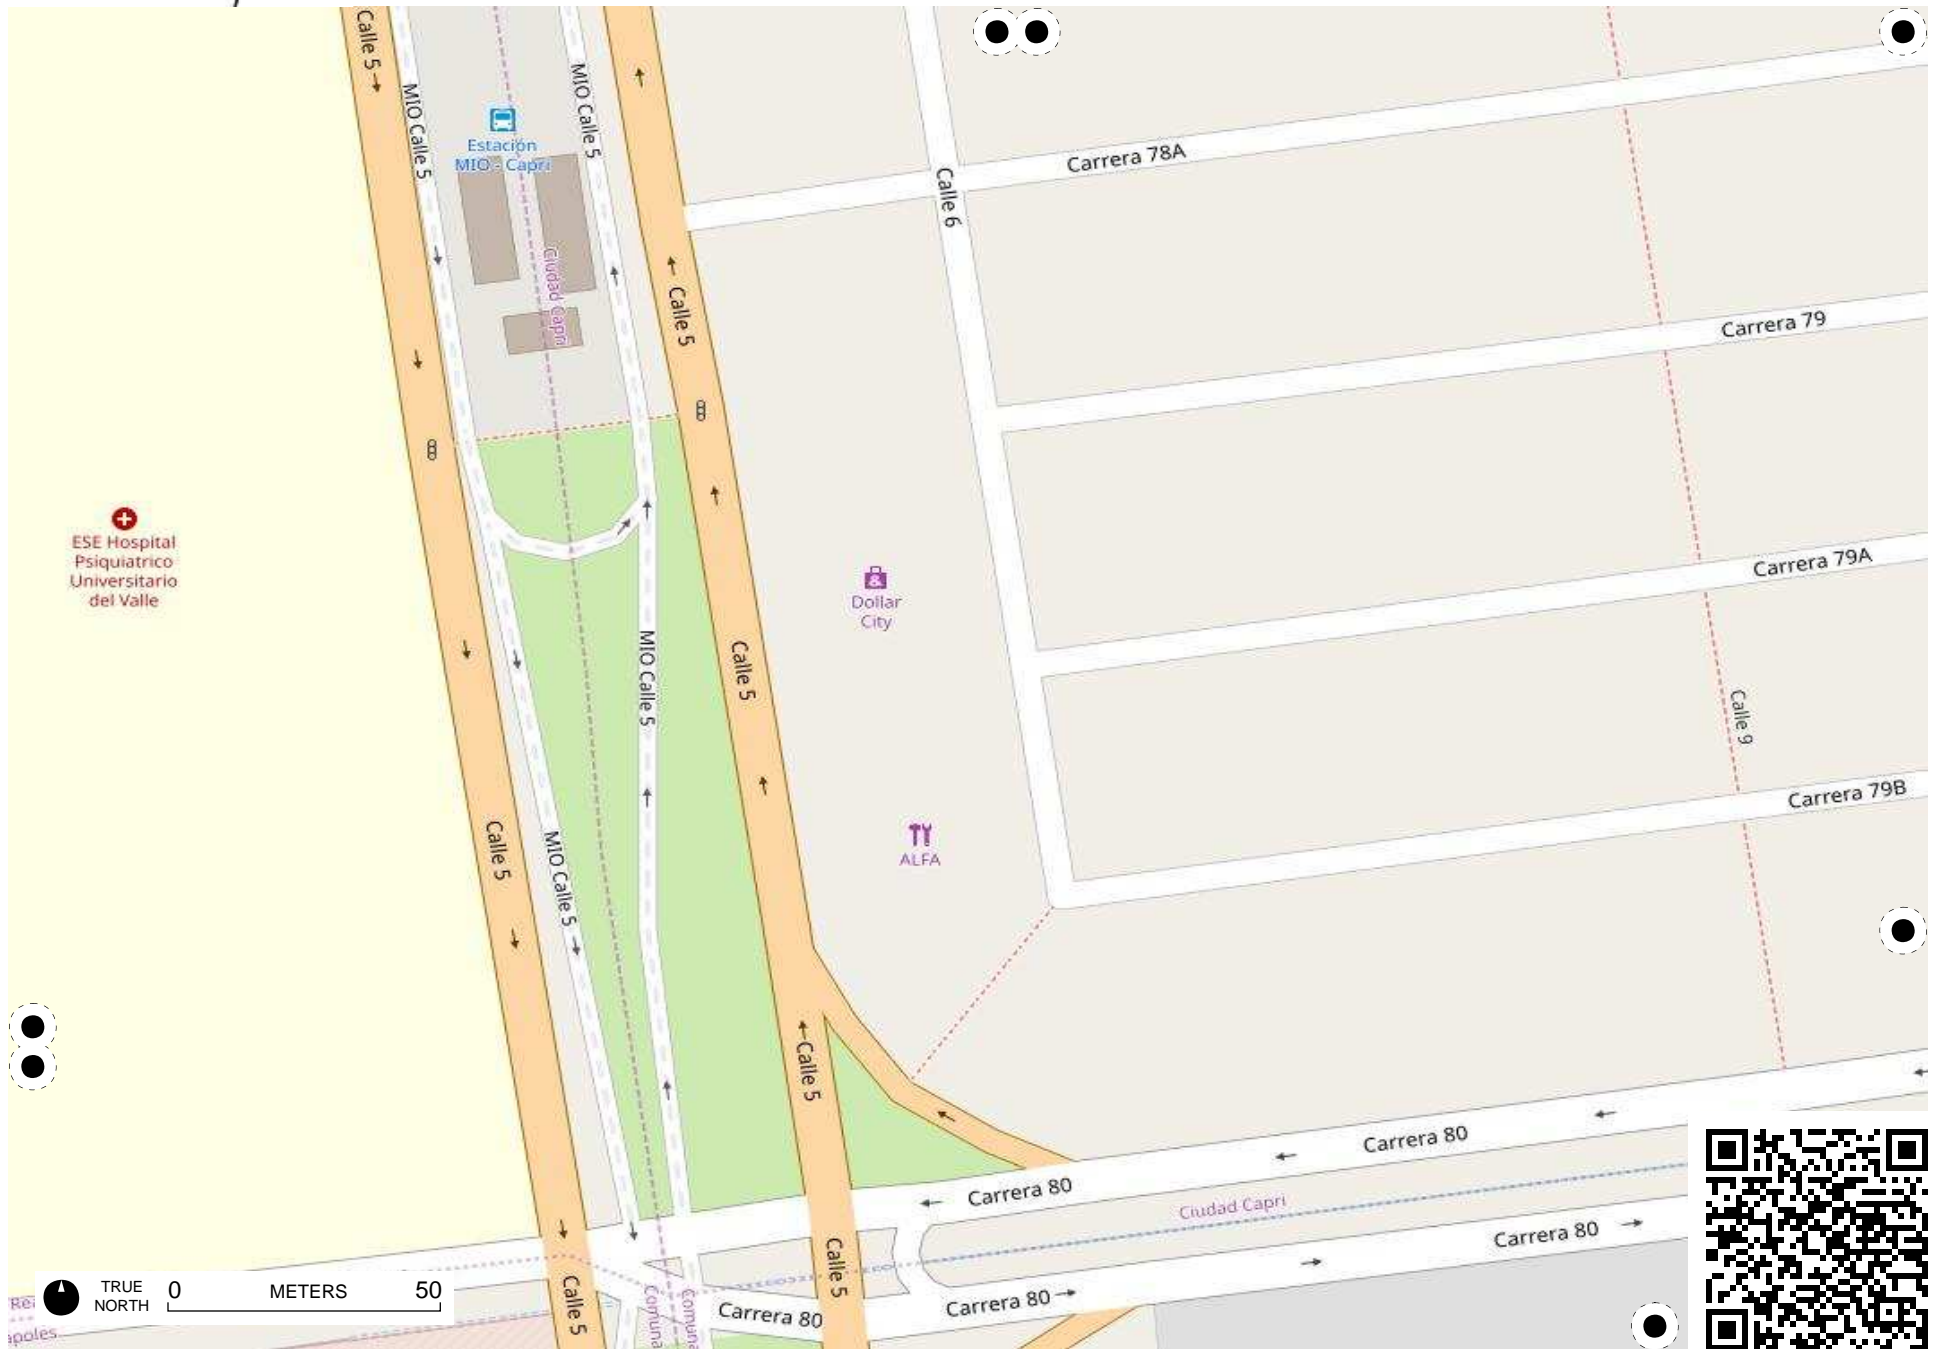 Calle 5
MIO Calle 5
MIO Calle 5
Estación
MIO - Capri
Carrera 78A
Calle 6
Ciudad Capri
Calle 5
Carrera 79
ESE Hospital
Psiquiatrico
Universitario
del Valle
Dollar
City
Carrera 79A
MIO Calle 5
Calle 5
Calle 9
Carrera 79B
Calle 5
MIO Calle 5
ALFA
Calle 5
Carrera 80
Carrera 80
Ciudad Capri
Carrera 80
Calle 5
Carrera 80
Carrera 80
Calle 5
Comuna
Comuna
TRUE
NORTH
0 METERS 50
apoles